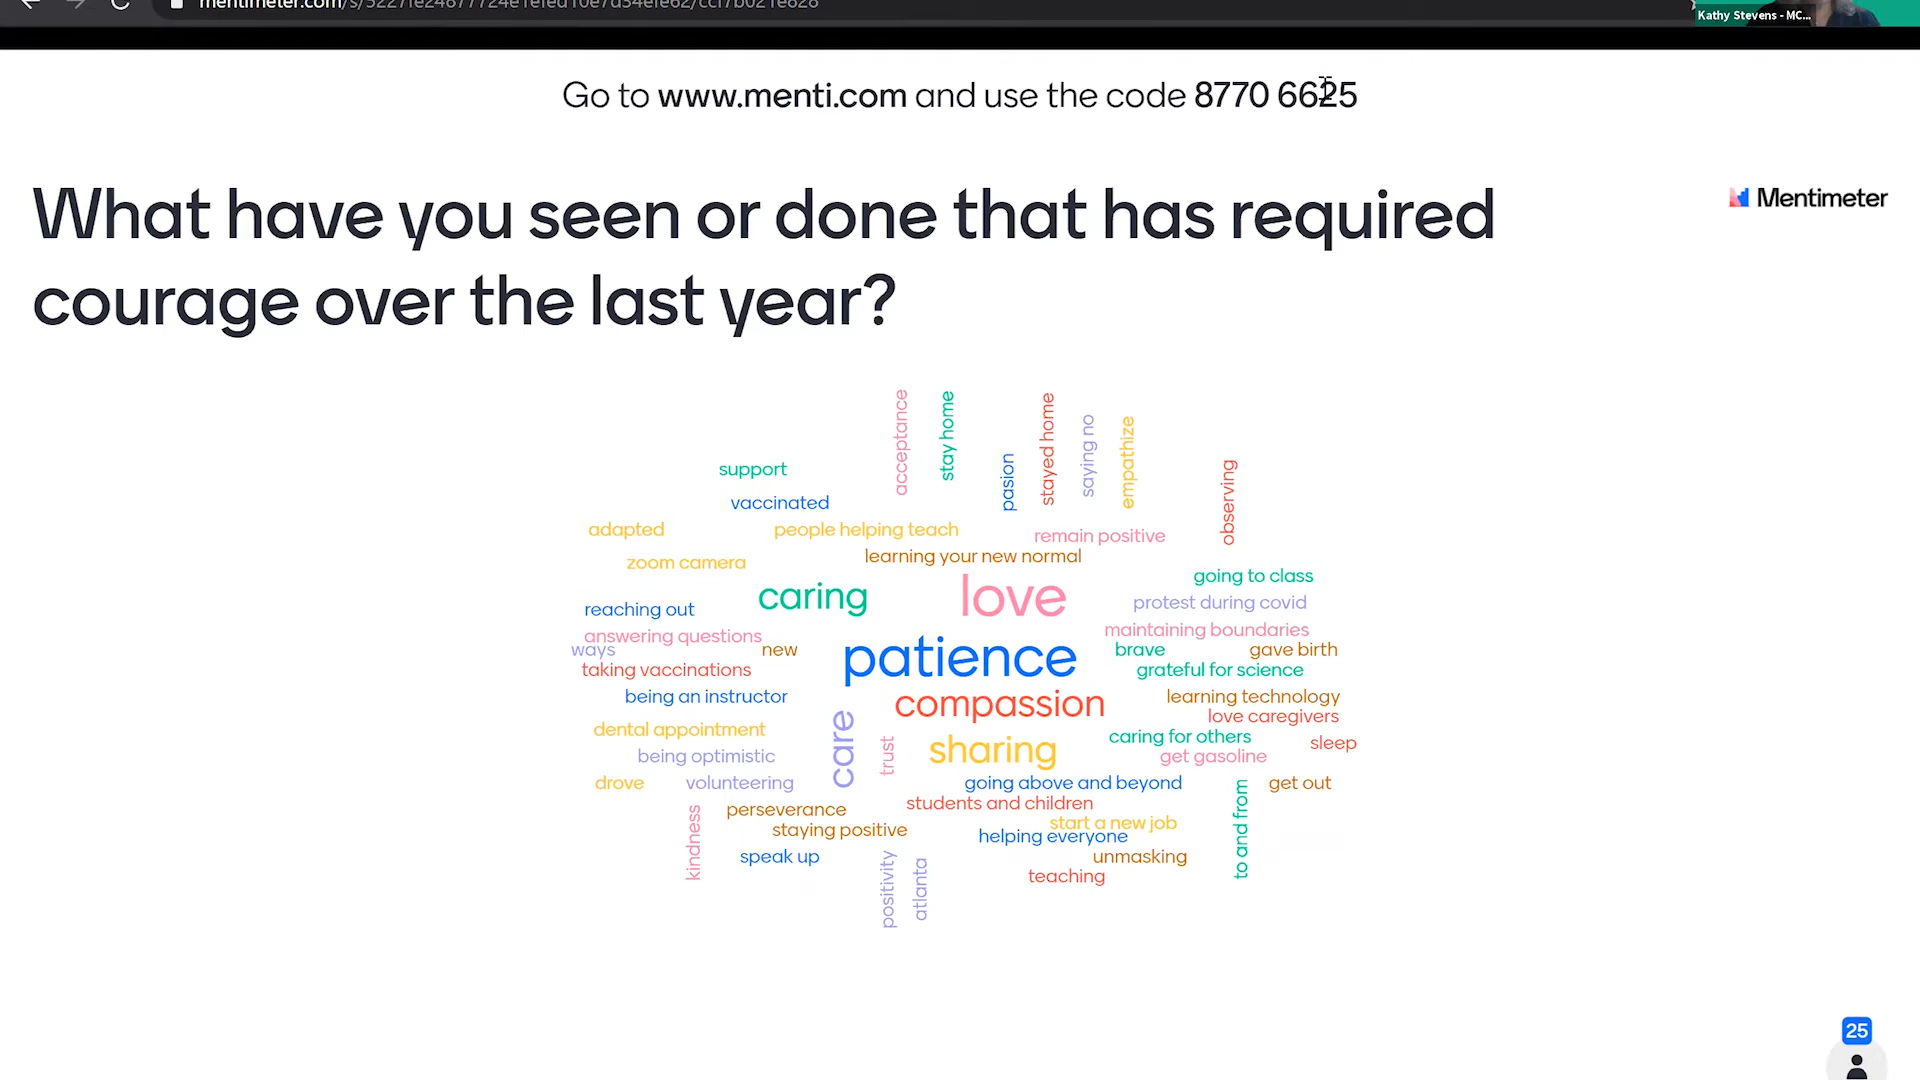 Kathy Stevens - MC...
Go to www.menti.com and use the code 8770 6625
What have you seen or done that has required
courage over the last year?
Mentimeter
acceptance
stay home
pasion
stayed home
saying no
empathize
observing
support
vaccinated
adapted
people helping teach
remain positive
learning your new normal
zoom camera
going to class
caring
love
reaching out
protest during covid
answering questions
maintaining boundaries
ways
new
patience
brave
gave birth
taking vaccinations
grateful for science
being an instructor
learning technology
compassion
love caregivers
dental appointment
care
trust
sharing
caring for others
sleep
being optimistic
get gasoline
drove
volunteering
going above and beyond
get out
students and children
perseverance
start a new job
to and from
kindness
staying positive
helping everyone
speak up
unmasking
teaching
positivity
atlanta
25